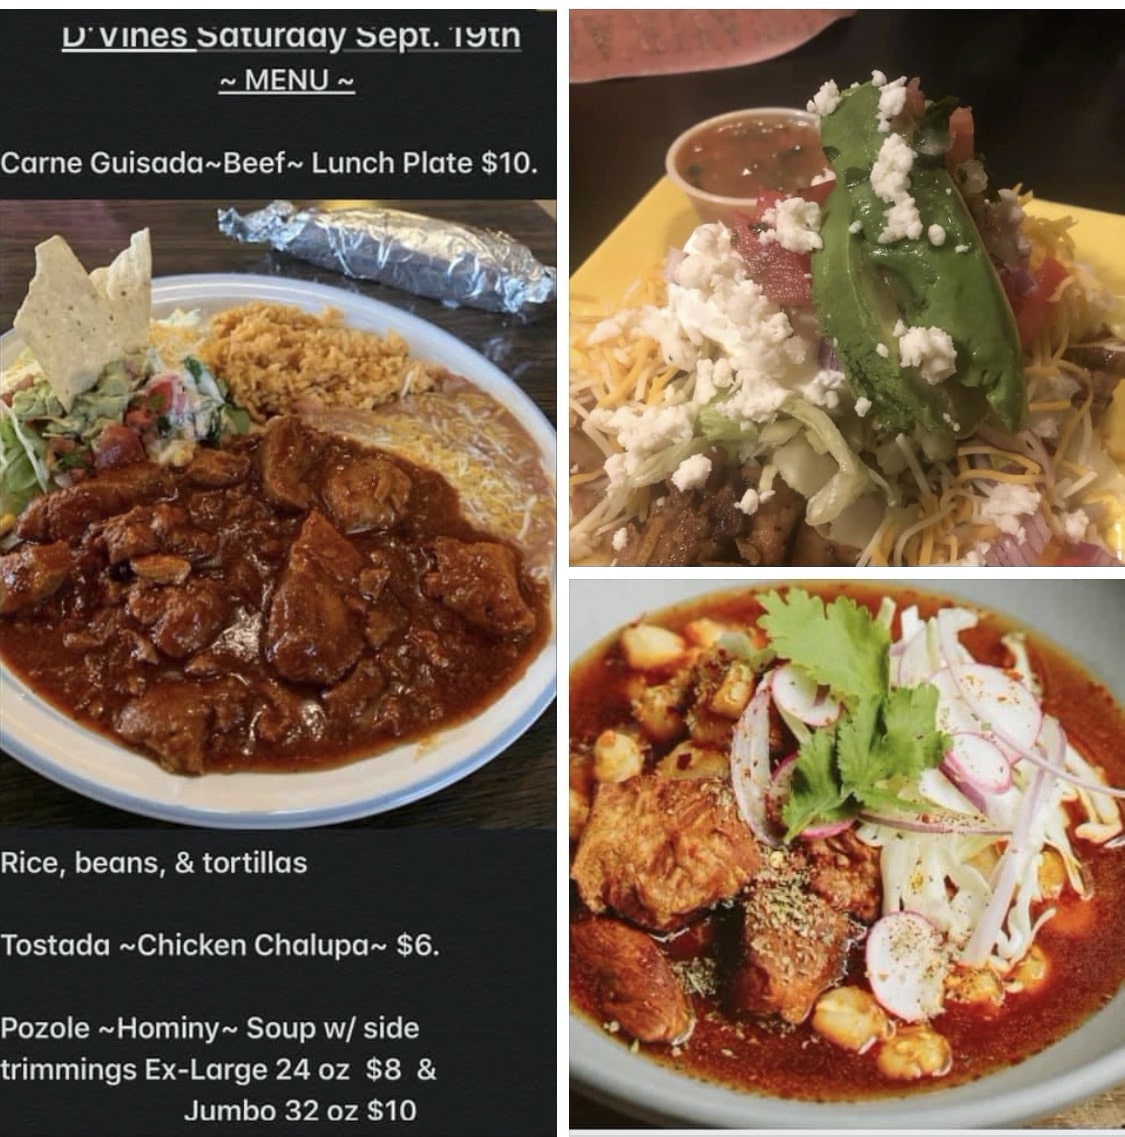 D'Vines Saturday Sept. 19th
~ MENU ~
Carne Guisada~Beef~ Lunch Plate $10.
Rice, beans, & tortillas
Tostada ~Chicken Chalupa~ $6.
Pozole ~Hominy~ Soup w/ side
trimmings Ex-Large 24 oz $8 &
Jumbo 32 oz $10